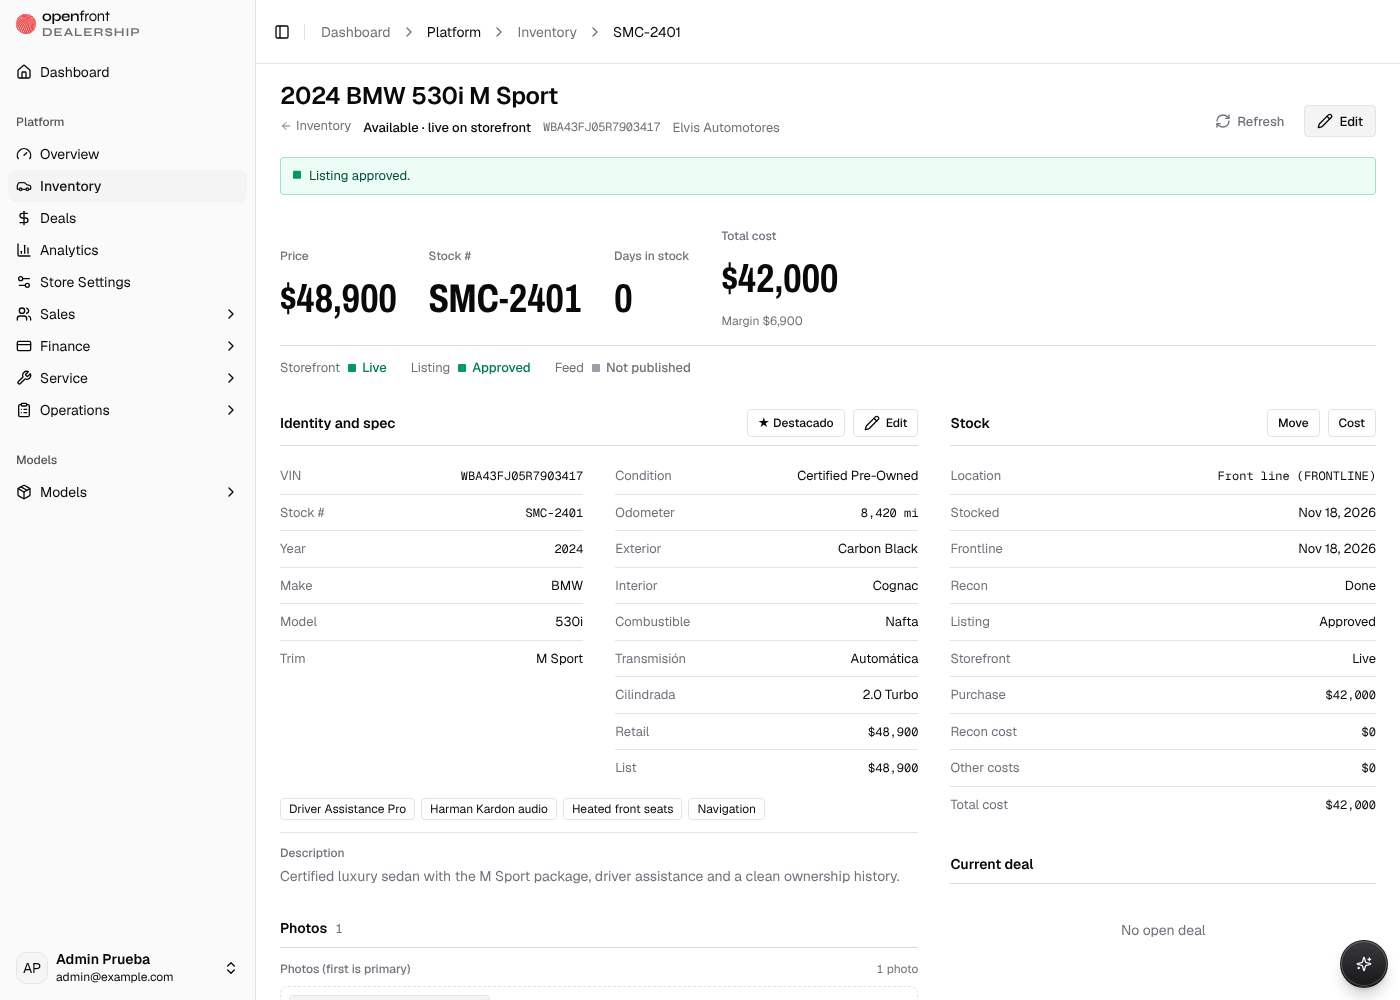 openfront
DEALERSHIP
Dashboard
Platform
Overview
Inventory
Deals
Analytics
Store Settings
Sales
Finance
Service
Operations
Models
Models
AP
Admin Prueba
admin@example.com
Dashboard > Platform > Inventory > SMC-2401
2024 BMW 530i M Sport
← Inventory Available · live on storefront WBA43FJ05R7903417 Elvis Automotores
Refresh
Edit
Listing approved.
Price
$48,900
Stock #
SMC-2401
Days in stock
0
Total cost
$42,000
Margin $6,900
Storefront Live Listing Approved Feed Not published
Identity and spec
★ Destacado
Edit
VIN WBA43FJ05R7903417
Stock # SMC-2401
Year 2024
Make BMW
Model 530i
Trim M Sport
Condition Certified Pre-Owned
Odometer 8,420 mi
Exterior Carbon Black
Interior Cognac
Combustible Nafta
Transmisión Automática
Cilindrada 2.0 Turbo
Retail $48,900
List $48,900
Driver Assistance Pro
Harman Kardon audio
Heated front seats
Navigation
Description
Certified luxury sedan with the M Sport package, driver assistance and a clean ownership history.
Photos 1
Photos (first is primary) 1 photo
Stock
Move
Cost
Location Front line (FRONTLINE)
Stocked Nov 18, 2026
Frontline Nov 18, 2026
Recon Done
Listing Approved
Storefront Live
Purchase $42,000
Recon cost $0
Other costs $0
Total cost $42,000
Current deal
No open deal